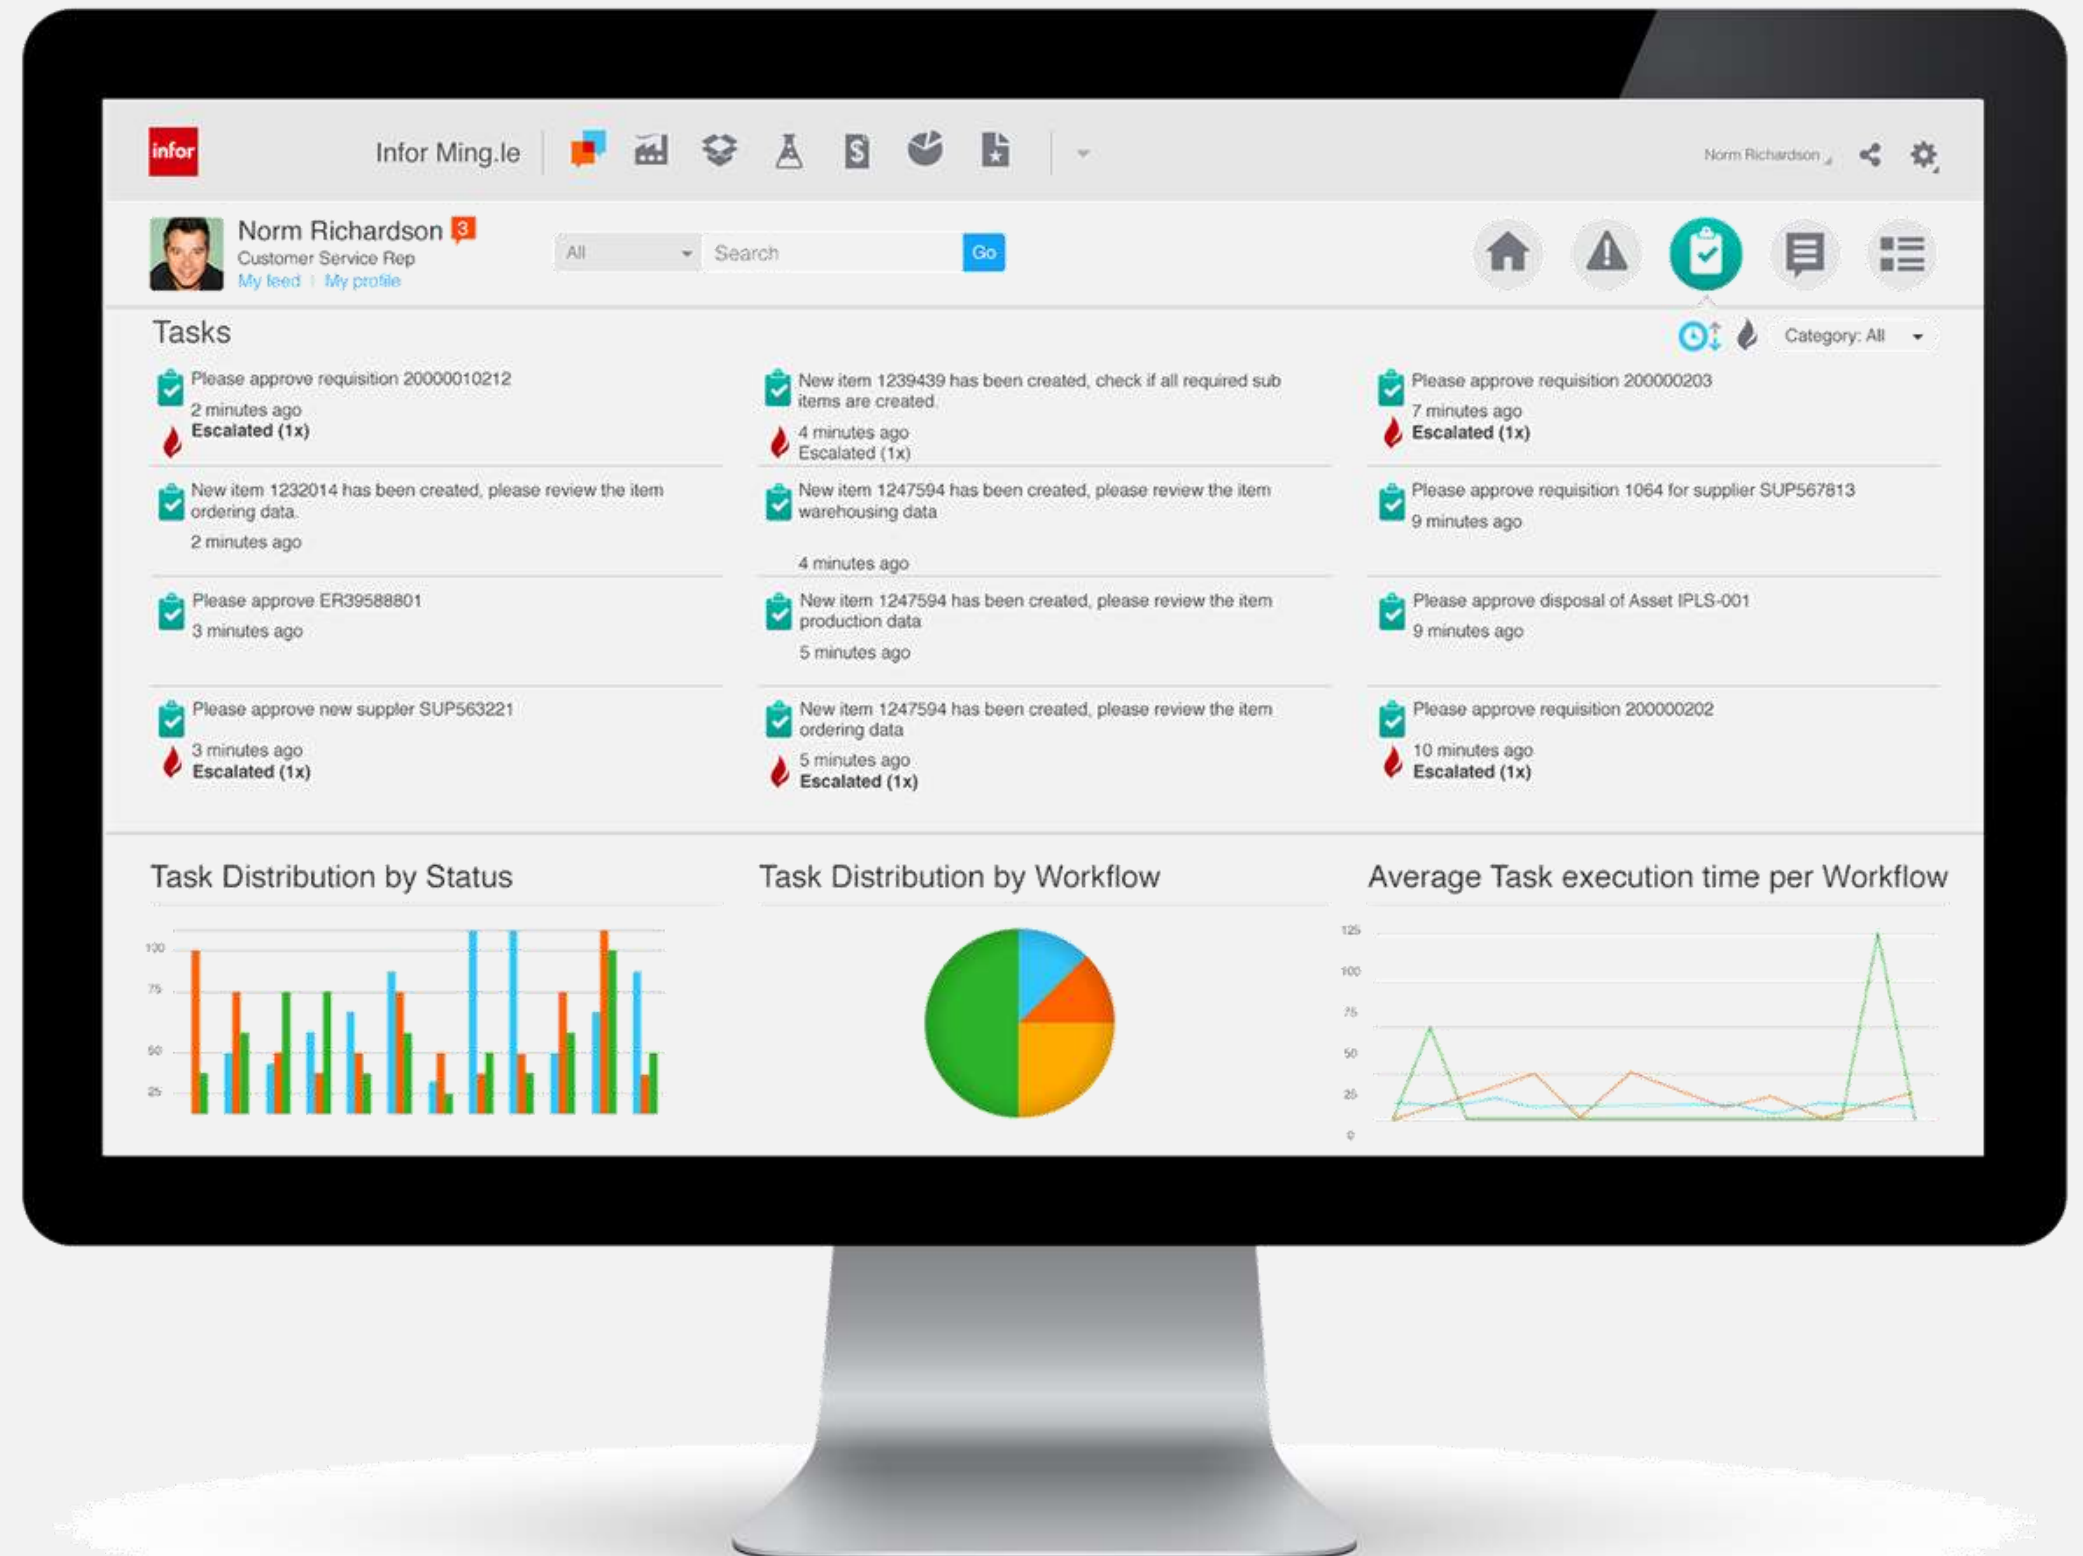 infor
Infor Ming.le
Norm Richardson
Norm Richardson 3
Customer Service Rep
My feed | My profile
All
Search
Go
Tasks
Category: All
Please approve requisition 20000010212
2 minutes ago
Escalated (1x)
New item 1232014 has been created, please review the item
ordering data.
2 minutes ago
Please approve ER39588801
3 minutes ago
Please approve new suppler SUP563221
3 minutes ago
Escalated (1x)
New item 1239439 has been created, check if all required sub
items are created.
4 minutes ago
Escalated (1x)
New item 1247594 has been created, please review the item
warehousing data
4 minutes ago
New item 1247594 has been created, please review the item
production data
5 minutes ago
New item 1247594 has been created, please review the item
ordering data
5 minutes ago
Escalated (1x)
Please approve requisition 200000203
7 minutes ago
Escalated (1x)
Please approve requisition 1064 for supplier SUP567813
9 minutes ago
Please approve disposal of Asset IPLS-001
9 minutes ago
Please approve requisition 200000202
10 minutes ago
Escalated (1x)
Task Distribution by Status
100
75
50
25
Task Distribution by Workflow
Average Task execution time per Workflow
125
100
75
50
25
0